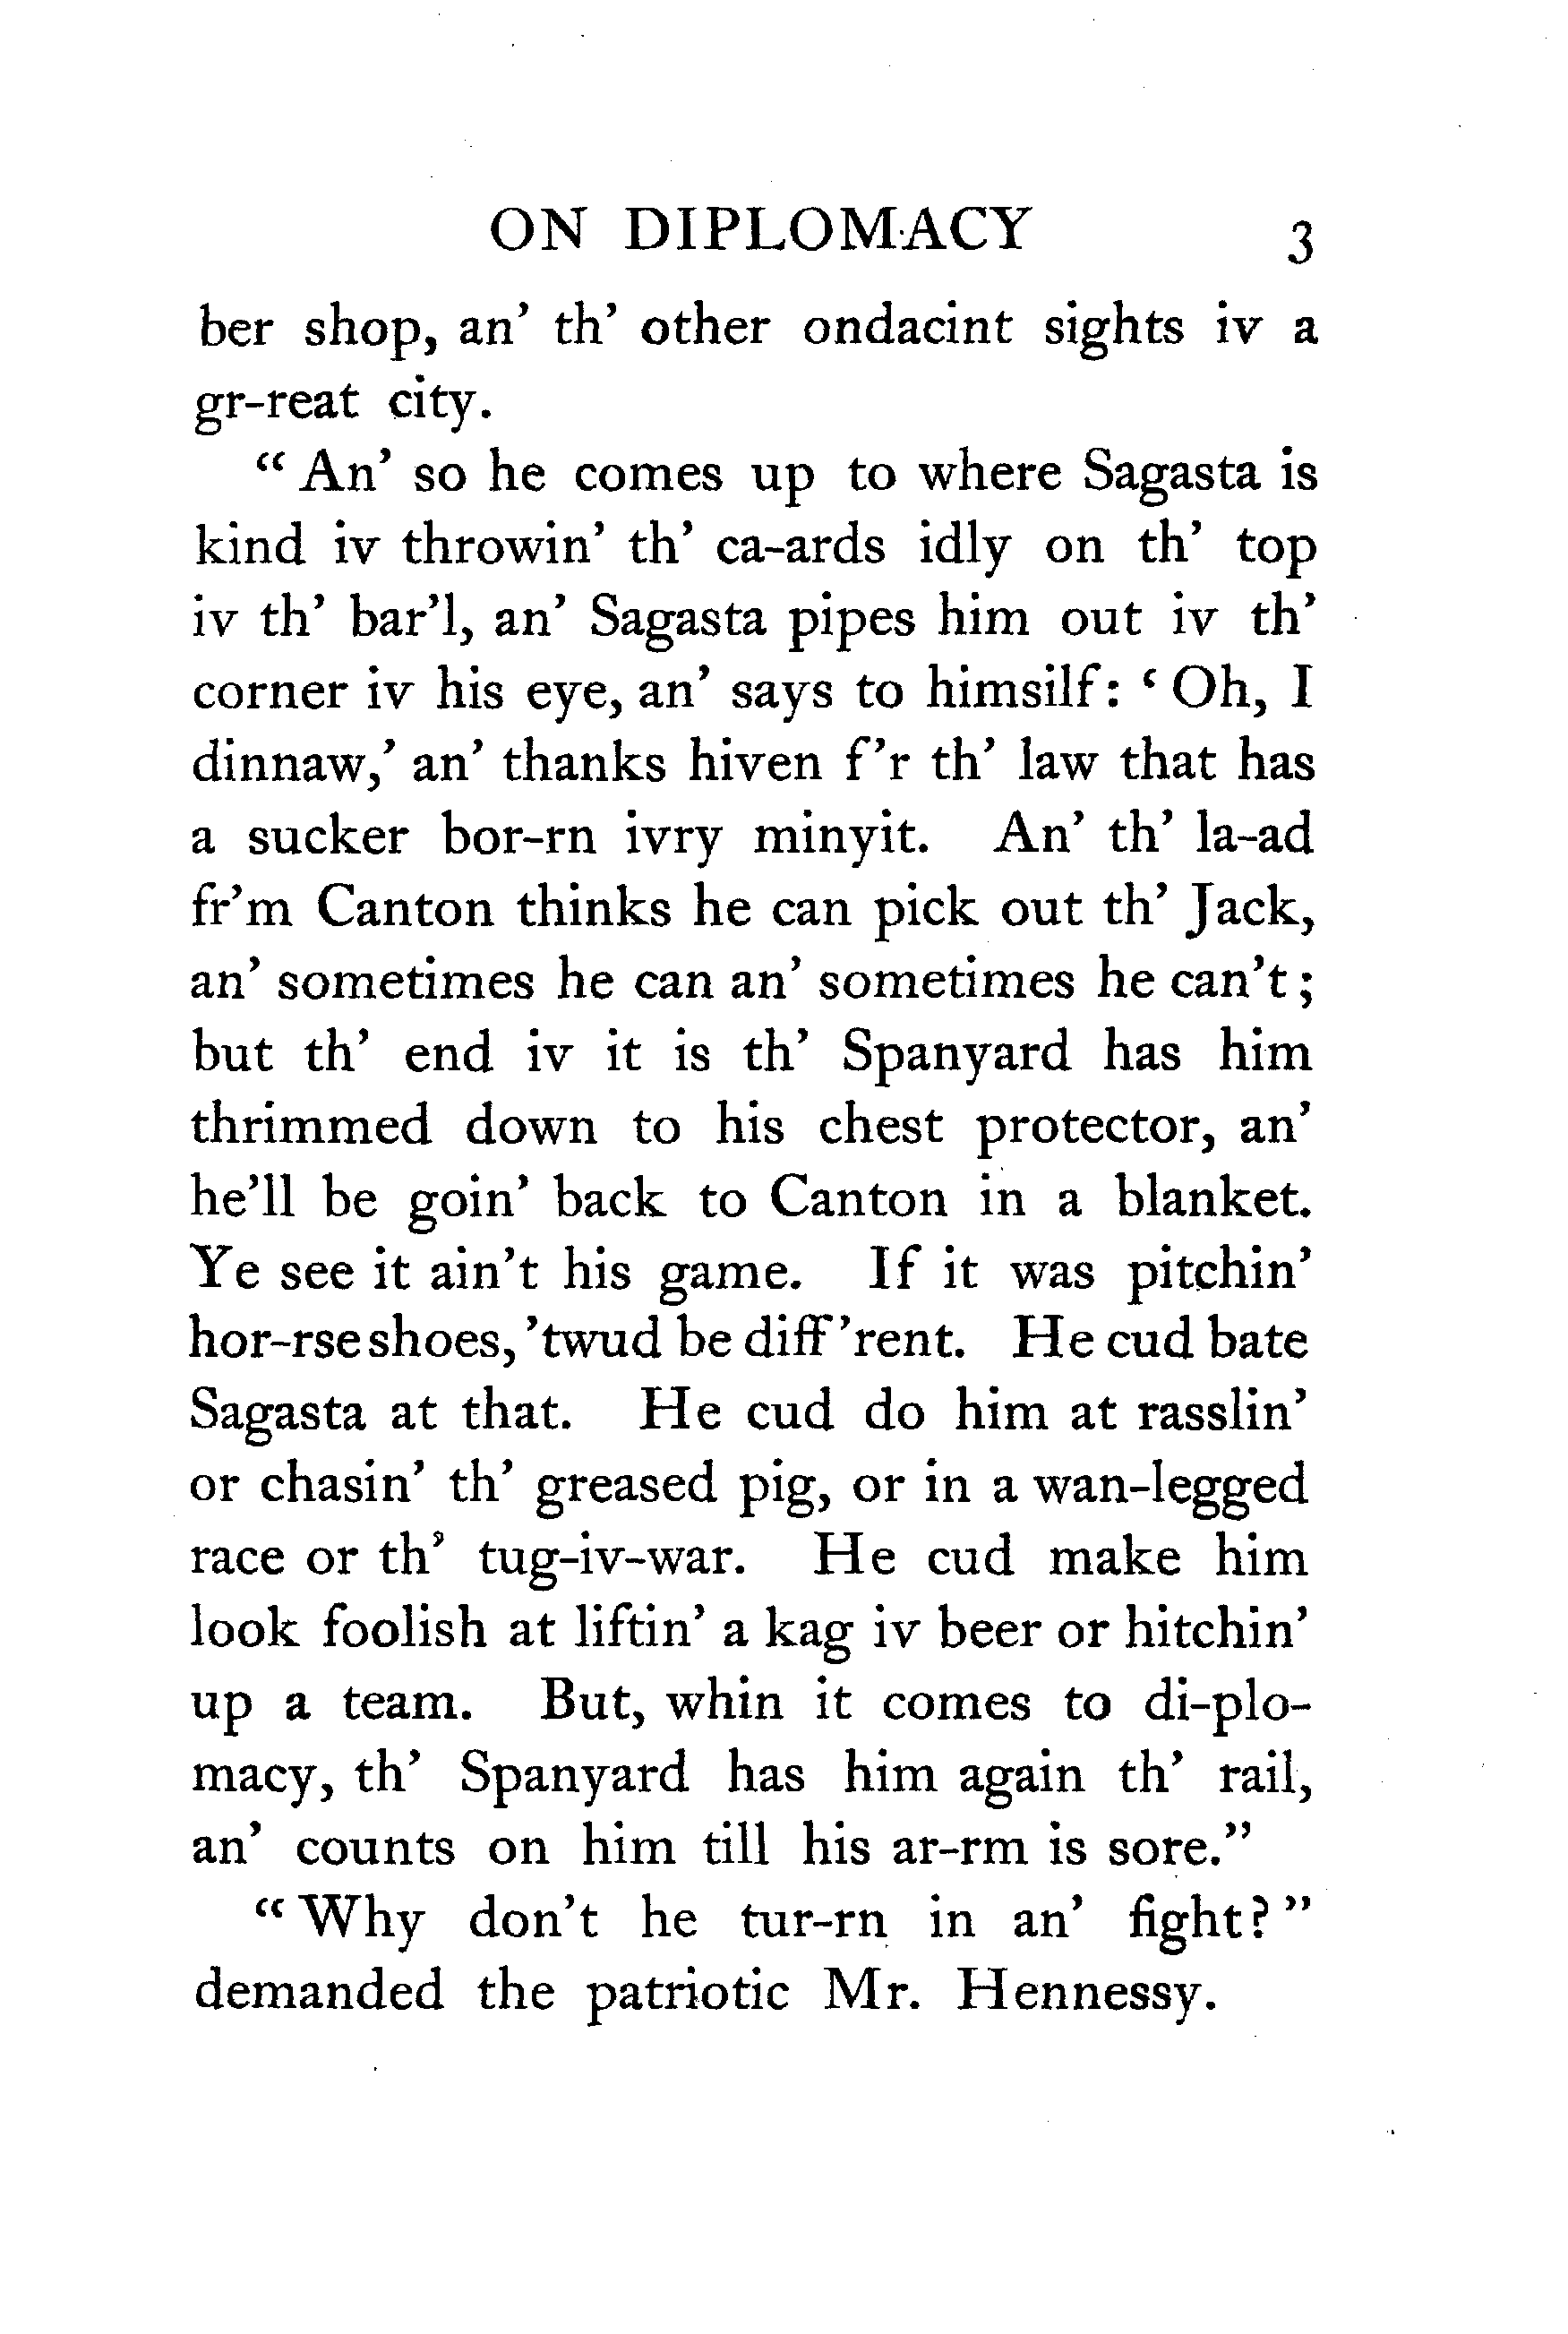 ON DIPLOMACY 3
ber shop, an' th' other ondacint sights iv a
gr-reat city.
" An' so he comes up to where Sagasta is
kind iv throwin' th' ca-ards idly on th' top
iv th' bar'l, an' Sagasta pipes him out iv th'
corner iv his eye, an' says to himsilf: ' Oh, I
dinnaw,' an' thanks hiven f'r th' law that has
a sucker bor-rn ivry minyit. An' th' la-ad
fr'm Canton thinks he can pick out th' Jack,
an' sometimes he can an' sometimes he can't ;
but th' end iv it is th' Spanyard has him
thrimmed down to his chest protector, an'
he'll be goin' back to Canton in a blanket.
Ye see it ain't his game. If it was pitchin'
hor-rseshoes, 'twud be diff'rent. He cud bate
Sagasta at that. He cud do him at rasslin'
or chasin' th' greased pig, or in a wan-legged
race or th' tug-iv-war. He cud make him
look foolish at liftin' a kag iv beer or hitchin'
up a team. But, whin it comes to di-plo-
macy, th' Spanyard has him again th' rail,
an' counts on him till his ar-rm is sore."
" Why don't he tur-rn in an' fight? "
demanded the patriotic Mr. Hennessy.